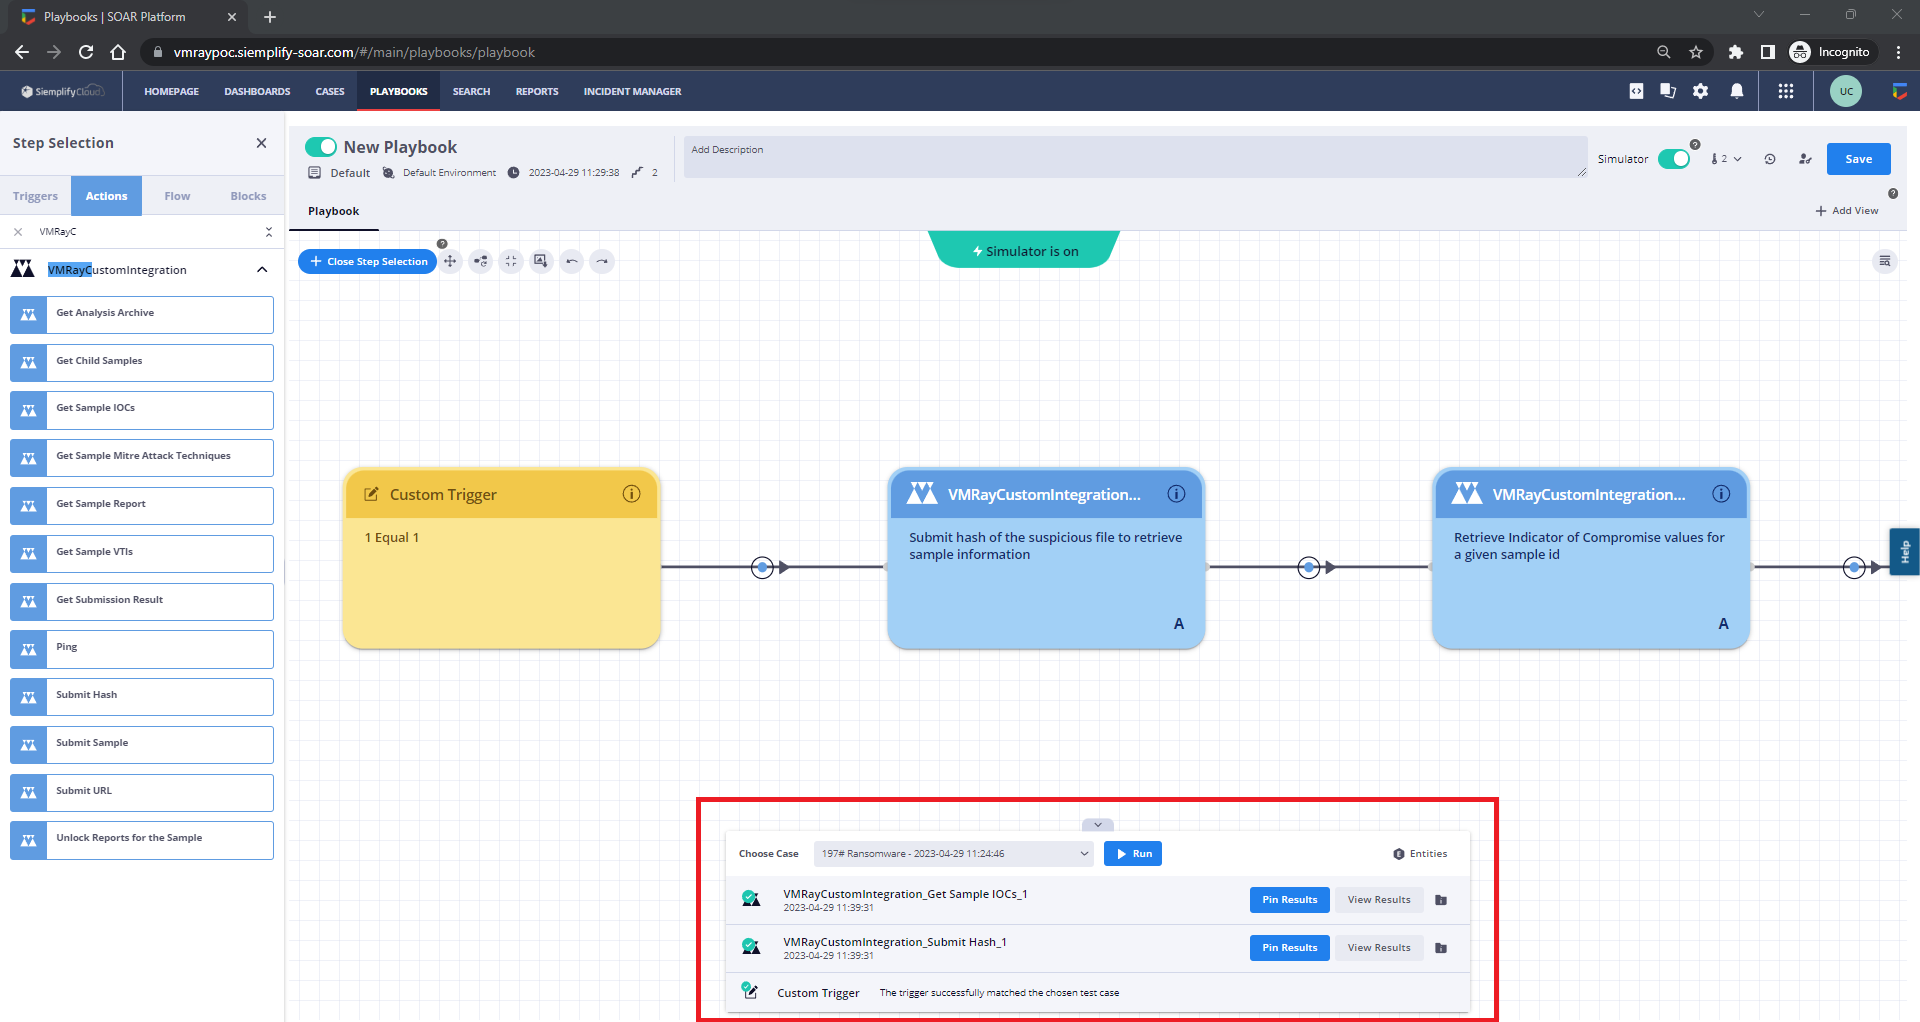 Playbooks | SOAR Platform
vmraypoc.siemplify-soar.com/#/main/playbooks/playbook
Incognito
SiemplifyCloud
HOMEPAGE
DASHBOARDS
CASES
PLAYBOOKS
SEARCH
REPORTS
INCIDENT MANAGER
UC
Step Selection
Triggers
Actions
Flow
Blocks
VMRayC
VMRayCustomIntegration
Get Analysis Archive
Get Child Samples
Get Sample IOCs
Get Sample Mitre Attack Techniques
Get Sample Report
Get Sample VTIs
Get Submission Result
Ping
Submit Hash
Submit Sample
Submit URL
Unlock Reports for the Sample
New Playbook
Default
Default Environment
2023-04-29 11:29:38
2
Add Description
Simulator
?
2
Save
Playbook
?
+ Add View
+ Close Step Selection
?
Simulator is on
Custom Trigger
1 Equal 1
VMRayCustomIntegration...
Submit hash of the suspicious file to retrieve
sample information
A
VMRayCustomIntegration...
Retrieve Indicator of Compromise values for
a given sample id
A
Help
Choose Case
197# Ransomware - 2023-04-29 11:24:46
Run
Entities
VMRayCustomIntegration_Get Sample IOCs_1
2023-04-29 11:39:31
Pin Results
View Results
VMRayCustomIntegration_Submit Hash_1
2023-04-29 11:39:31
Pin Results
View Results
Custom Trigger
The trigger successfully matched the chosen test case